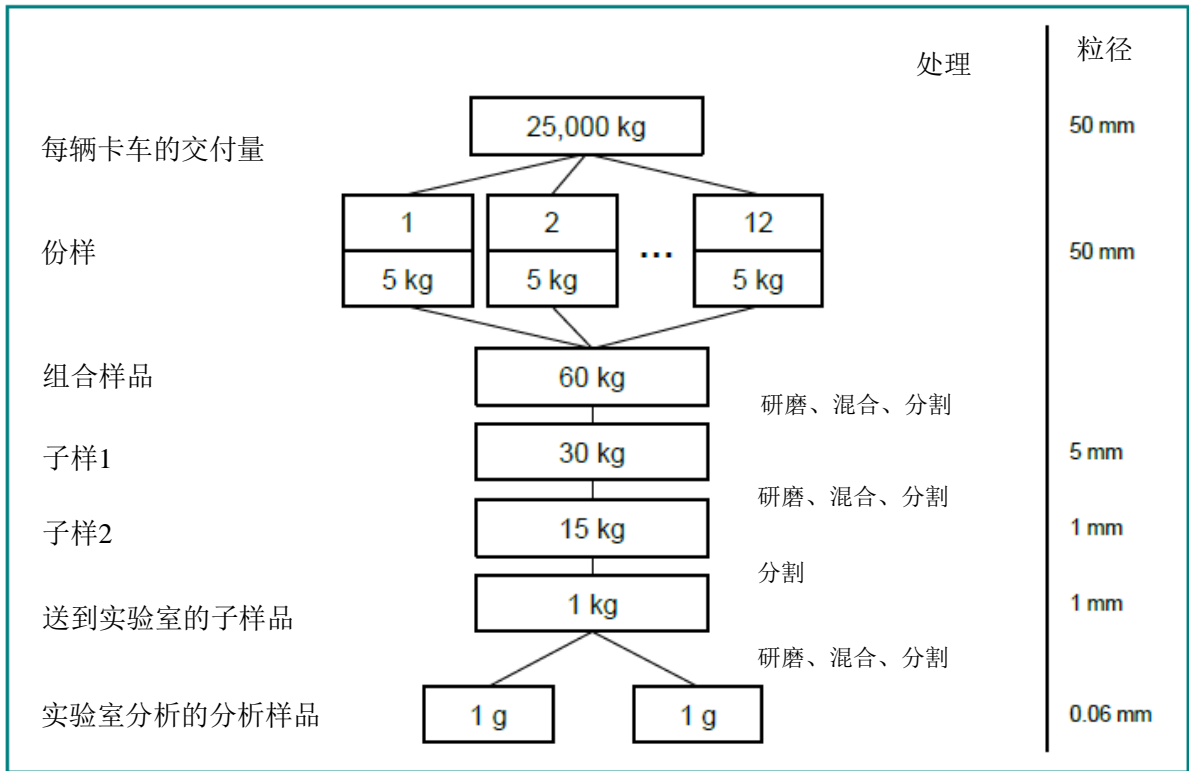 处理
粒径
每辆卡车的交付量
25,000 kg
50 mm
份样
1
2
12
...
5 kg
5 kg
5 kg
50 mm
组合样品
60 kg
研磨、混合、分割
子样1
30 kg
5 mm
研磨、混合、分割
子样2
15 kg
1 mm
分割
送到实验室的子样品
1 kg
1 mm
研磨、混合、分割
实验室分析的分析样品
1 g
1 g
0.06 mm